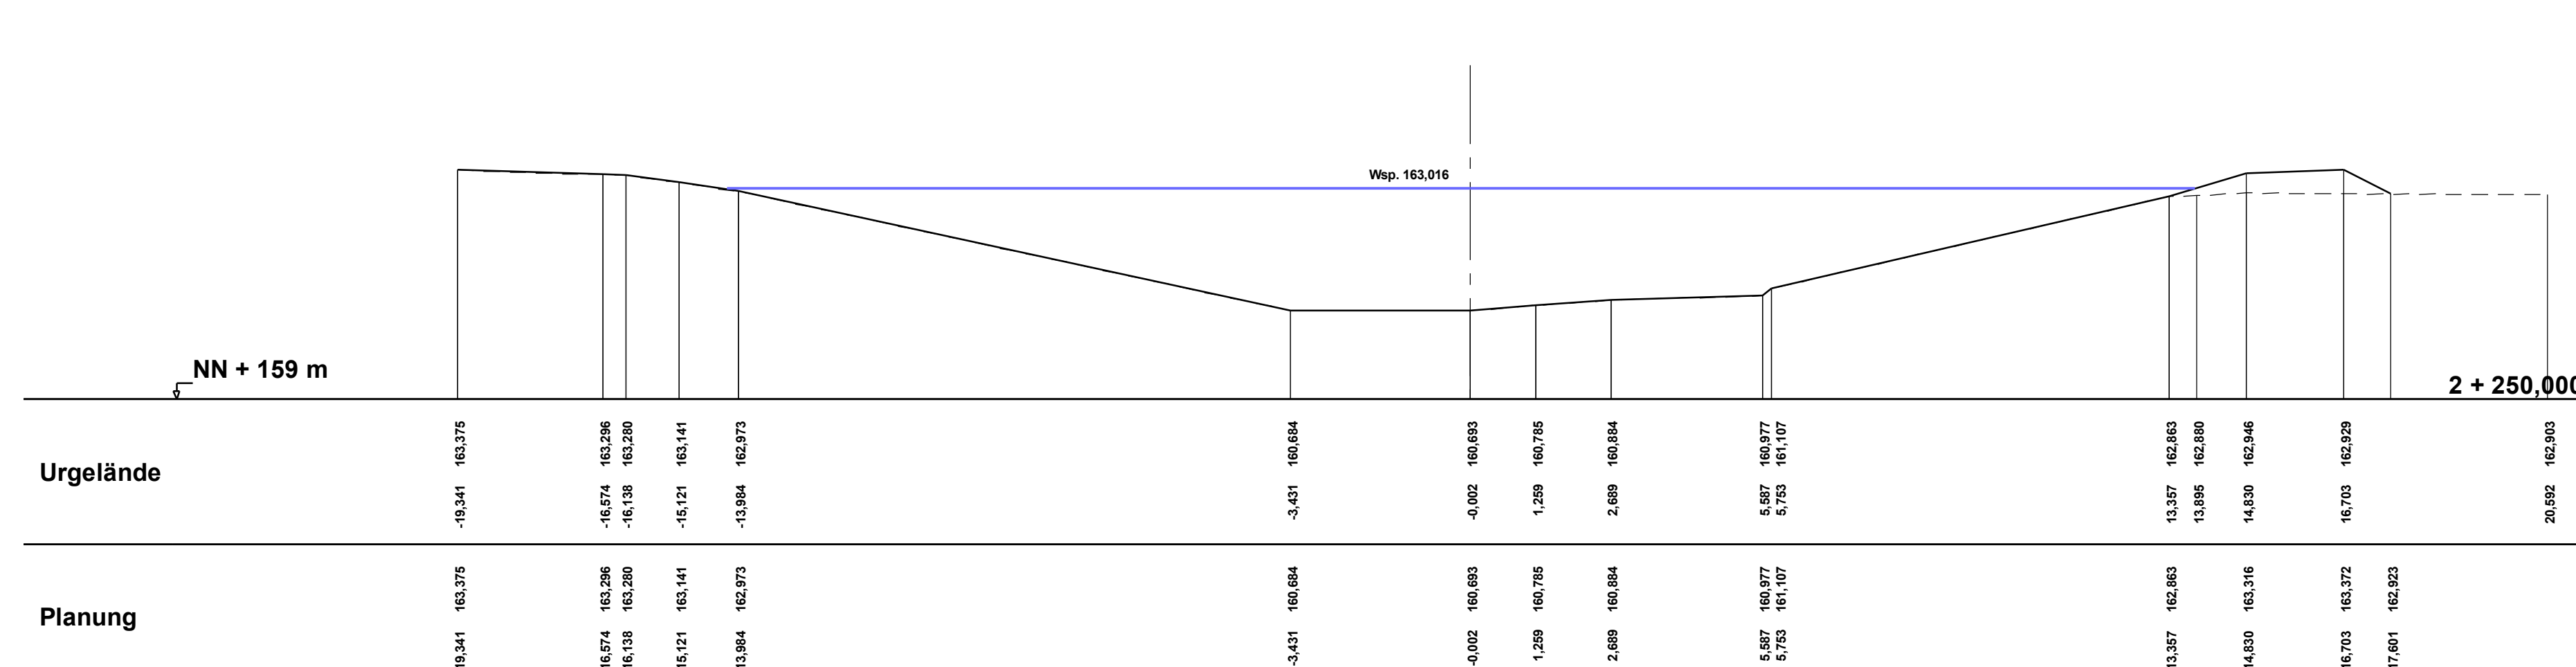 Wsp. 163,016
NN + 159 m
2 + 250,000
Urgelände
163,375 163,296 163,280 163,141 162,973 160,684 160,693 160,785 160,884 160,977 161,107 162,863 162,880 162,946 162,929 162,903
-19,341 -16,574 -16,138 -15,121 -13,984 -3,431 -0,002 1,259 2,689 5,587 5,753 13,357 13,895 14,830 16,703 20,592
Planung
163,375 163,296 163,280 163,141 162,973 160,684 160,693 160,785 160,884 160,977 161,107 162,863 163,316 163,372 162,923
19,341 16,574 16,138 15,121 13,984 -3,431 -0,002 1,259 2,689 5,587 5,753 13,357 14,830 16,703 17,601